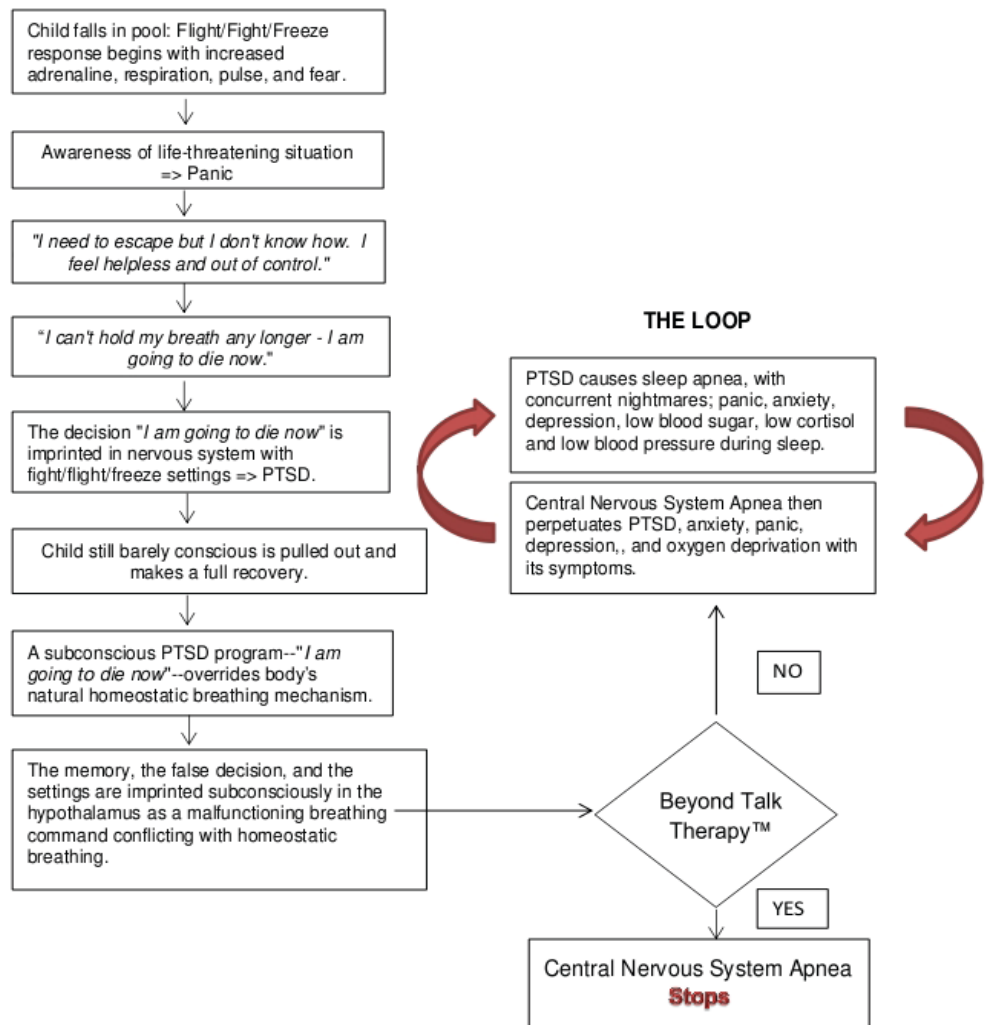 Child falls in pool: Flight/Fight/Freeze
response begins with increased
adrenaline, respiration, pulse, and fear.
Awareness of life-threatening situation
=> Panic
"I need to escape but I don't know how.  I
feel helpless and out of control."
“I can't hold my breath any longer - I am
going to die now."
The decision "I am going to die now" is
imprinted in nervous system with
fight/flight/freeze settings => PTSD.
Child still barely conscious is pulled out and
makes a full recovery.
A subconscious PTSD program--"I am
going to die now"--overrides body's
natural homeostatic breathing mechanism.
The memory, the false decision, and the
settings are imprinted subconsciously in the
hypothalamus as a malfunctioning breathing
command conflicting with homeostatic
breathing.
THE LOOP
PTSD causes sleep apnea, with
concurrent nightmares; panic, anxiety,
depression, low blood sugar, low cortisol
and low blood pressure during sleep.
Central Nervous System Apnea then
perpetuates PTSD, anxiety, panic,
depression,, and oxygen deprivation with
its symptoms.
NO
Beyond Talk
Therapy™
YES
Central Nervous System Apnea
Stops